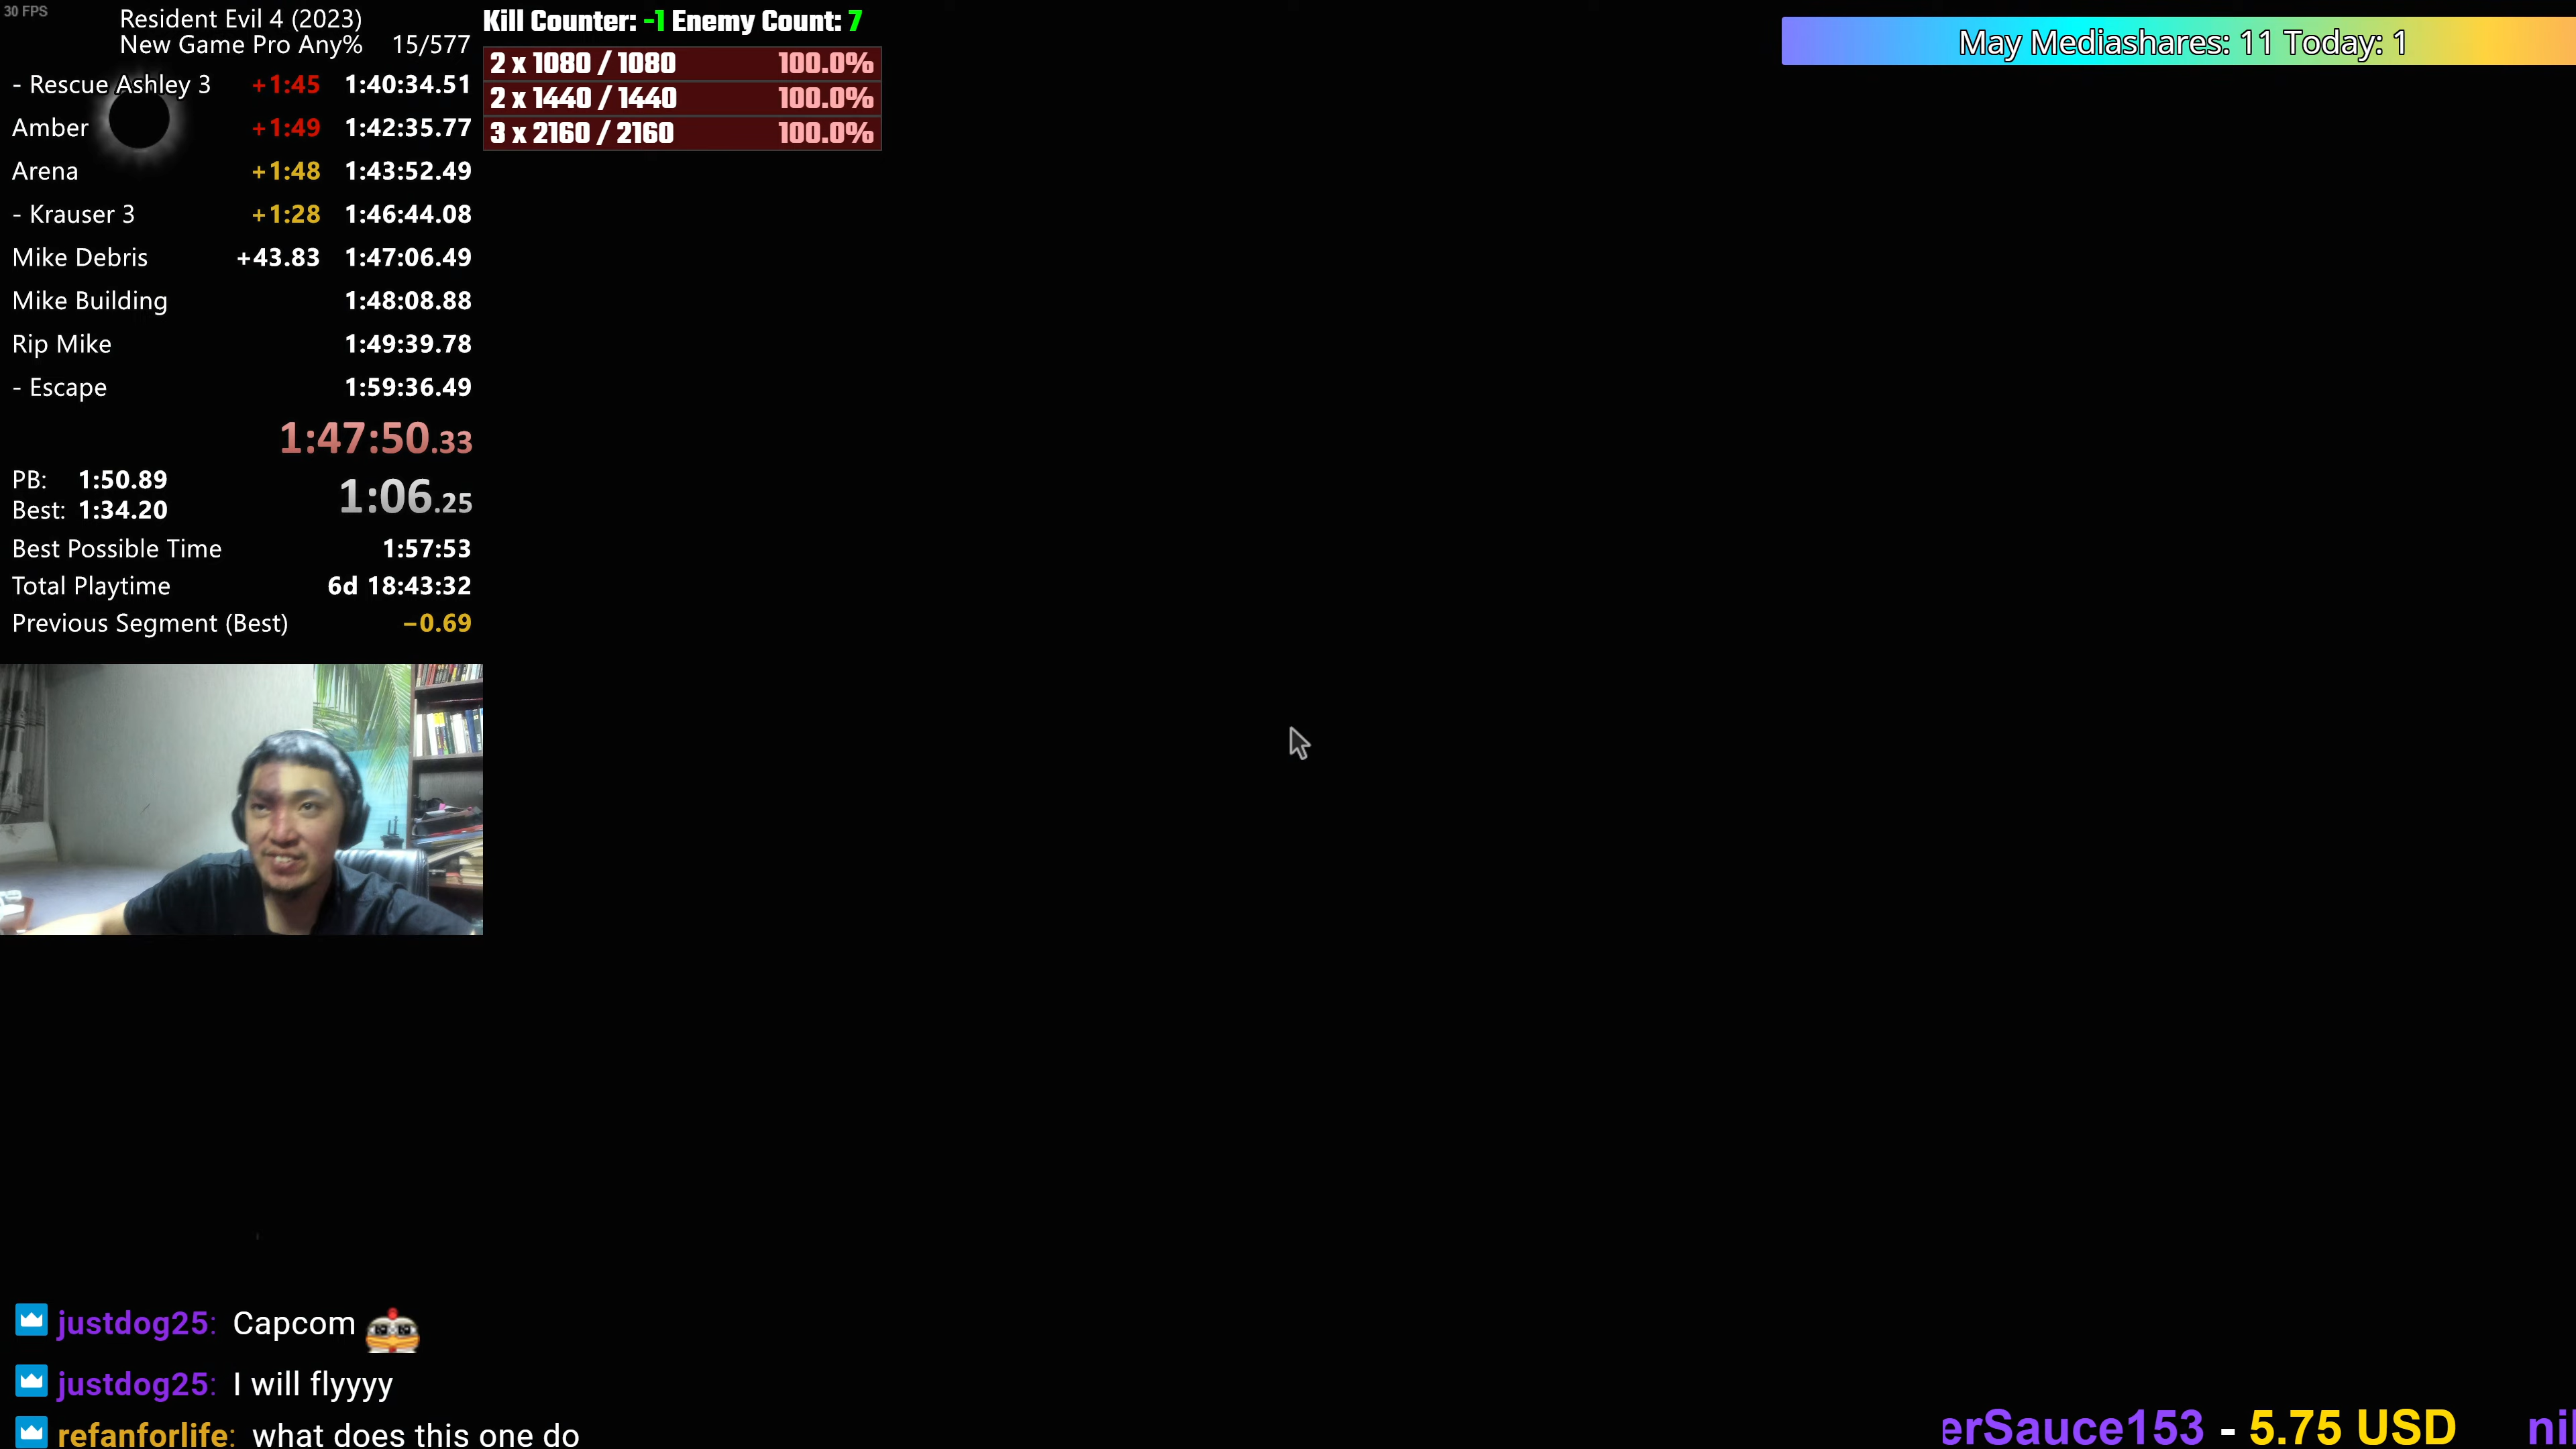 30 FPS
Resident Evil 4 (2023)
New Game Pro Any% 15/577
- Rescue Ashley 3 +1:45 1:40:34.51
Amber +1:49 1:42:35.77
Arena +1:48 1:43:52.49
- Krauser 3 +1:28 1:46:44.08
Mike Debris +43.83 1:47:06.49
Mike Building 1:48:08.88
Rip Mike 1:49:39.78
- Escape 1:59:36.49
1:47:50.33
PB: 1:50.89
Best: 1:34.20
1:06.25
Best Possible Time 1:57:53
Total Playtime 6d 18:43:32
Previous Segment (Best) −0.69
Kill Counter: -1 Enemy Count: 7
2 x 1080 / 1080 100.0%
2 x 1440 / 1440 100.0%
3 x 2160 / 2160 100.0%
May Mediashares: 11 Today: 1
justdog25: Capcom
justdog25: I will flyyyy
refanforlife: what does this one do
erSauce153 - 5.75 USD nil